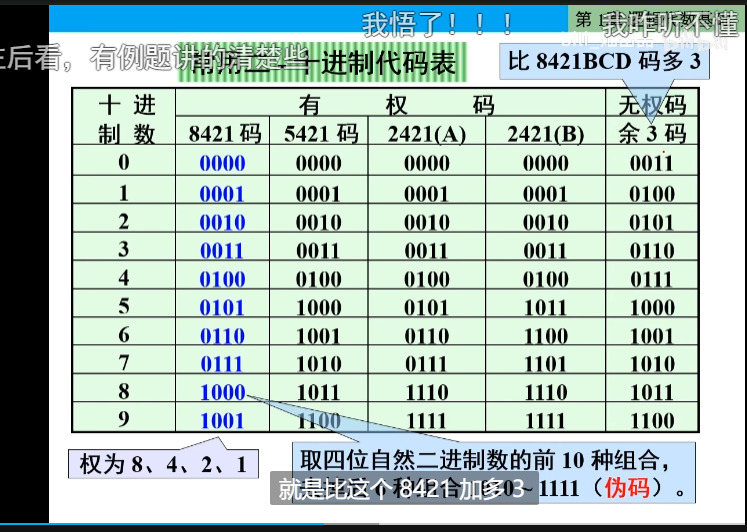 我悟了！！！
第1
我咋听不懂
往后看，有例题讲的清楚些
常用二-十进制代码表
比 8421BCD 码多 3
十 进 制 数 有 权 码 无权码
8421 码 5421 码 2421(A) 2421(B) 余 3 码
0 0000 0000 0000 0000 0011
1 0001 0001 0001 0001 0100
2 0010 0010 0010 0010 0101
3 0011 0011 0011 0011 0110
4 0100 0100 0100 0100 0111
5 0101 1000 0101 1011 1000
6 0110 1001 0110 1100 1001
7 0111 1010 0111 1101 1010
8 1000 1011 1110 1110 1011
9 1001 1100 1111 1111 1100
权为 8、4、2、1
取四位自然二进制数的前 10 种组合，
1111（伪码）。
就是比这个 8421 加多 3